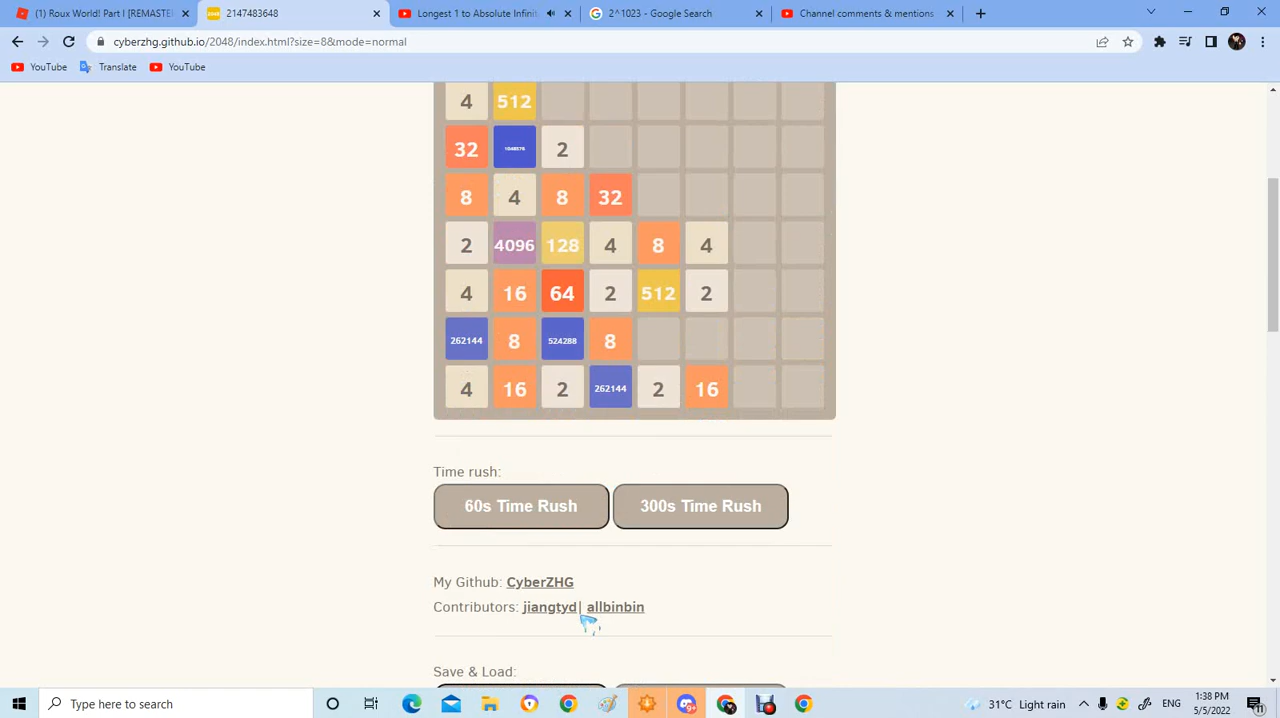 (1) Roux World! Part I [REMASTE
2147483648
Longest 1 to Absolute Infinit
2^1023 - Google Search
Channel comments & mentions
cyberzhg.github.io/2048/index.html?size=8&mode=normal
YouTube
Translate
YouTube
4 512
32 1048576 2
8 4 8 32
2 4096 128 4 8 4
4 16 64 2 512 2
262144 8 524288 8
4 16 2 262144 2 16
Time rush:
60s Time Rush 300s Time Rush
My Github: CyberZHG
Contributors: jiangtyd| allbinbin
Save & Load:
Type here to search
9+
31°C Light rain
ENG
1:38 PM
5/5/2022
11